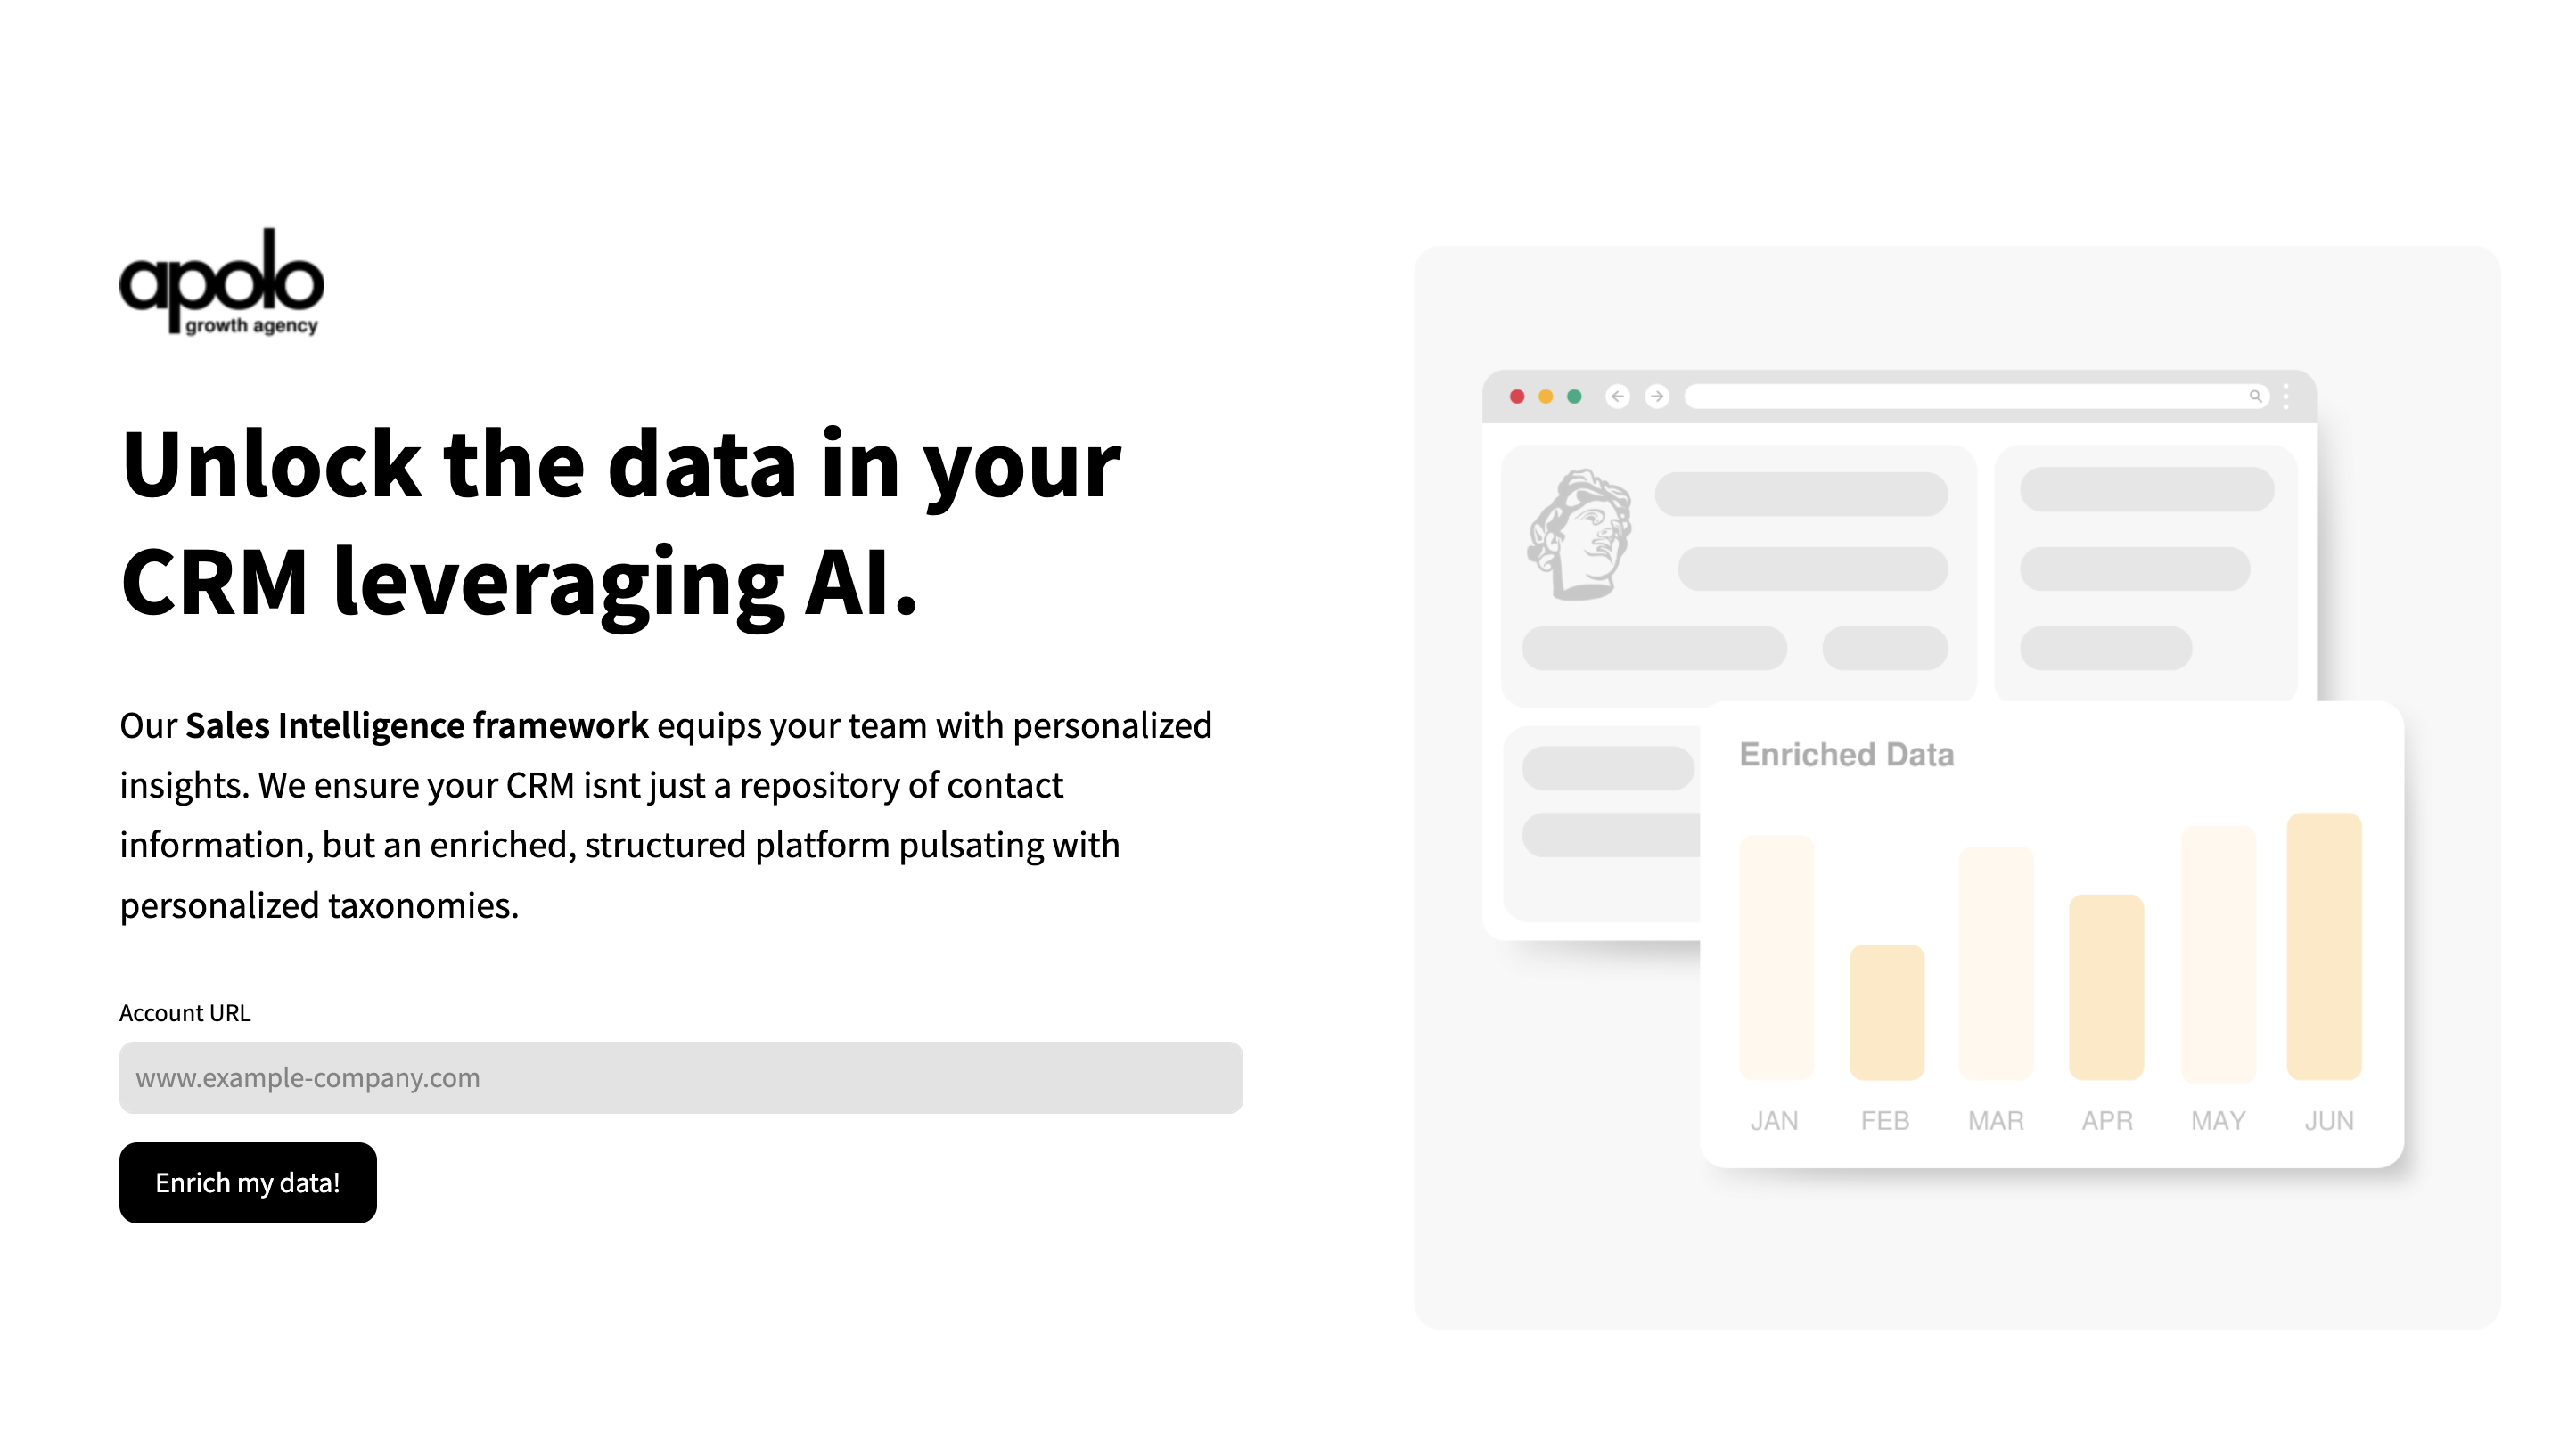 apolo
growth agency
Unlock the data in your
CRM leveraging AI.
Our Sales Intelligence framework equips your team with personalized
insights. We ensure your CRM isnt just a repository of contact
information, but an enriched, structured platform pulsating with
personalized taxonomies.
Account URL
www.example-company.com
Enrich my data!
Enriched Data
JAN FEB MAR APR MAY JUN